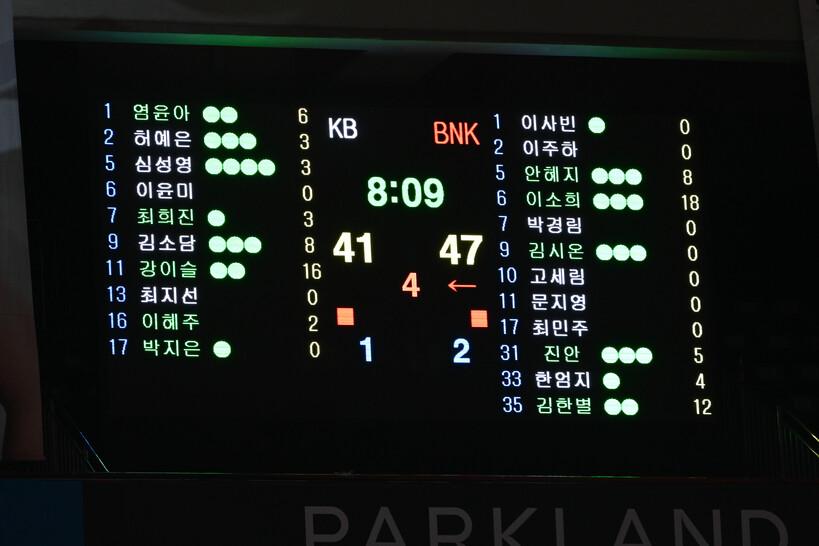 1 염윤아 6
2 허예은 3
5 심성영 3
6 이윤미 0
7 최희진 3
9 김소담 8
11 강이슬 16
13 최지선 0
16 이혜주 2
17 박지은 0
KB BNK
8:09
41 47
4 ←
1 2
1 이사빈 0
2 이주하 0
5 안혜지 8
6 이소희 18
7 박경림 0
9 김시온 0
10 고세림 0
11 문지영 0
17 최민주 0
31 진안 5
33 한엄지 4
35 김한별 12
PARKLAND